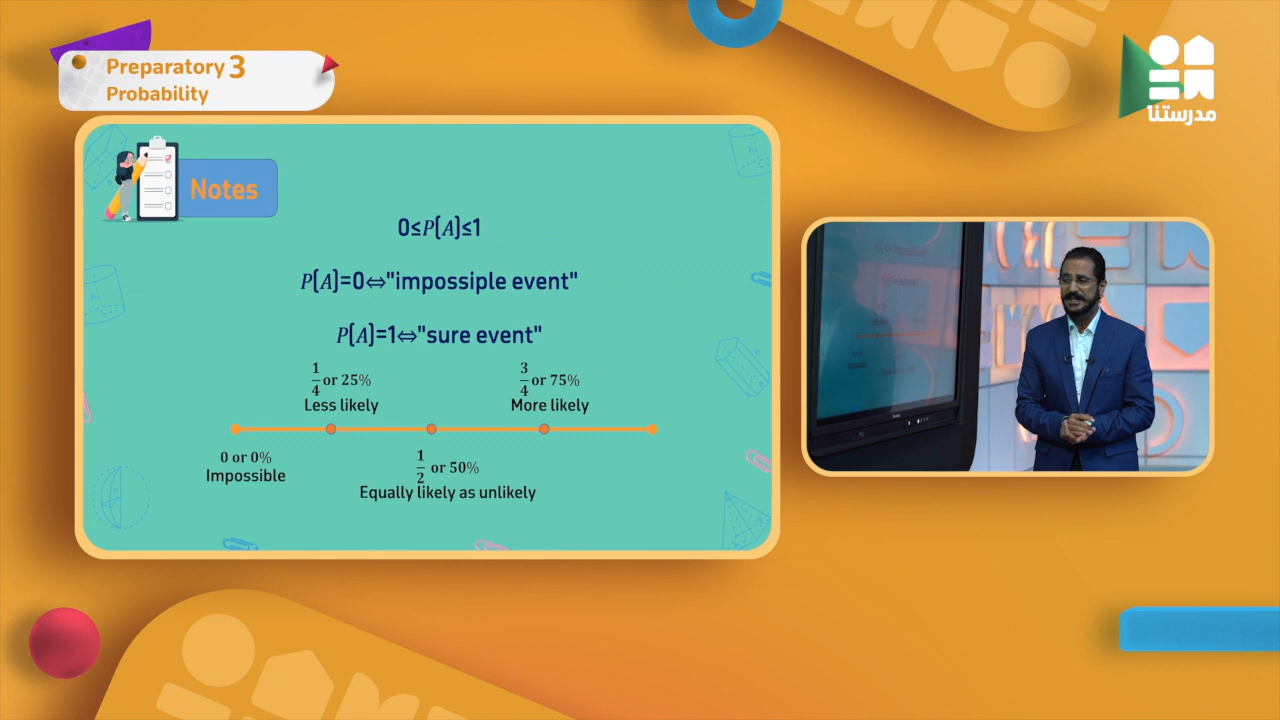 Preparatory 3
Probability
مدرستنا
Notes
0≤P(A)≤1
P(A)=0⇔"impossiple event"
P(A)=1⇔"sure event"
1/4 or 25%
Less likely
3/4 or 75%
More likely
0 or 0%
Impossible
1/2 or 50%
Equally likely as unlikely